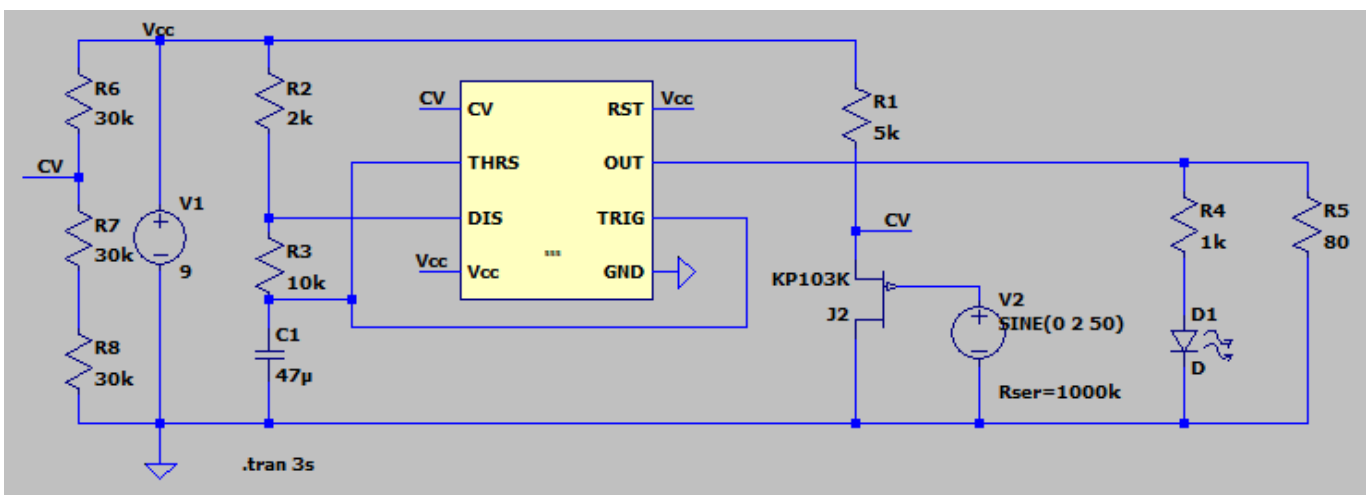 Vcc
R6
30k
CV
R7
30k
R8
30k
V1
9
R2
2k
R3
10k
C1
47µ
CV
CV
THRS
DIS
Vcc
Vcc
RST
Vcc
OUT
TRIG
GND
R1
5k
CV
KP103K
J2
V2
SINE(0 2 50)
Rser=1000k
R4
1k
R5
80
D1
D
.tran 3s